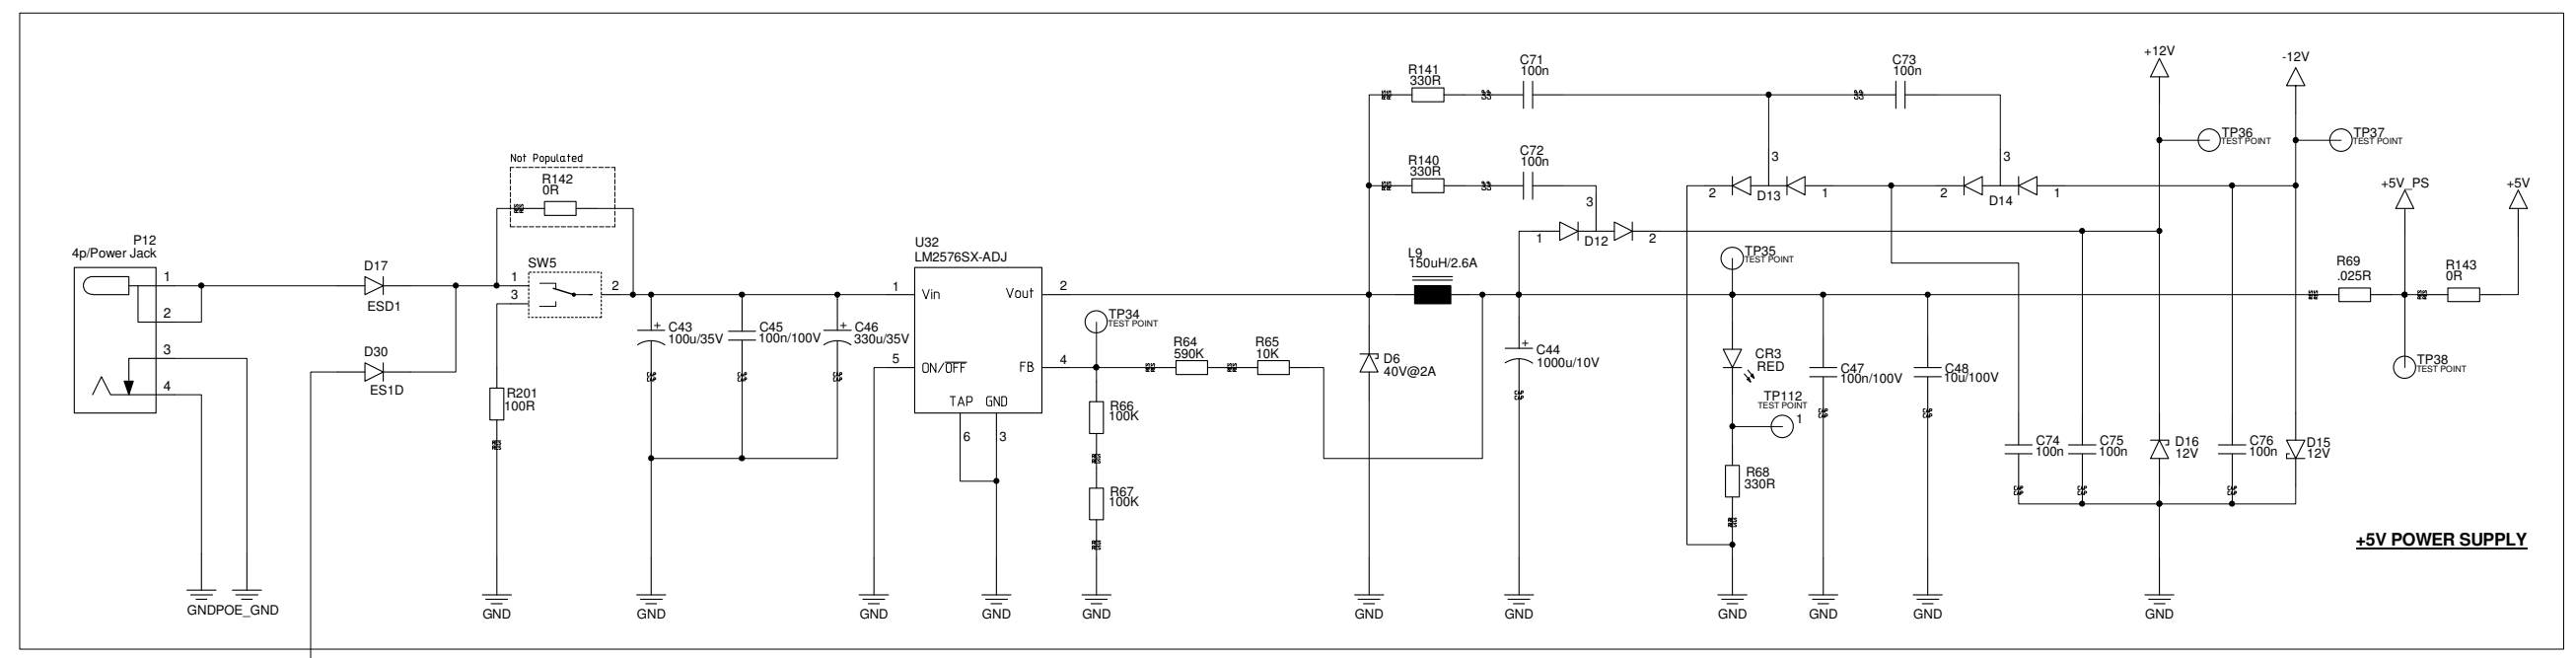 +12V
-12V
R141
330R
C71
100n
C73
100n
TP36
TEST POINT
TP37
TEST POINT
Not Populated
R142
0R
R140
330R
C72
100n
3
3
+5V_PS
+5V
2
D13
1
2
D14
1
3
1
D12
2
P12
4p/Power Jack
U32
LM2576SX-ADJ
L9
150uH/2.6A
TP35
TEST POINT
D17
ESD1
SW5
1
3
2
R69
.025R
R143
0R
1
2
3
4
1
Vin
Vout
2
TP34
TEST POINT
C43
100u/35V
C45
100n/100V
C46
330u/35V
R64
590K
R65
10K
D30
ES1D
5
ON/OFF
FB
4
D6
40V@2A
C44
1000u/10V
CR3
RED
C47
100n/100V
C48
10u/100V
TP38
TEST POINT
R201
100R
TAP
GND
6
3
R66
100K
TP112
TEST POINT
1
C74
100n
C75
100n
D16
12V
C76
100n
D15
12V
R68
330R
R67
100K
+5V POWER SUPPLY
GND
POE_GND
GND
GND
GND
GND
GND
GND
GND
GND
GND
GND
GND